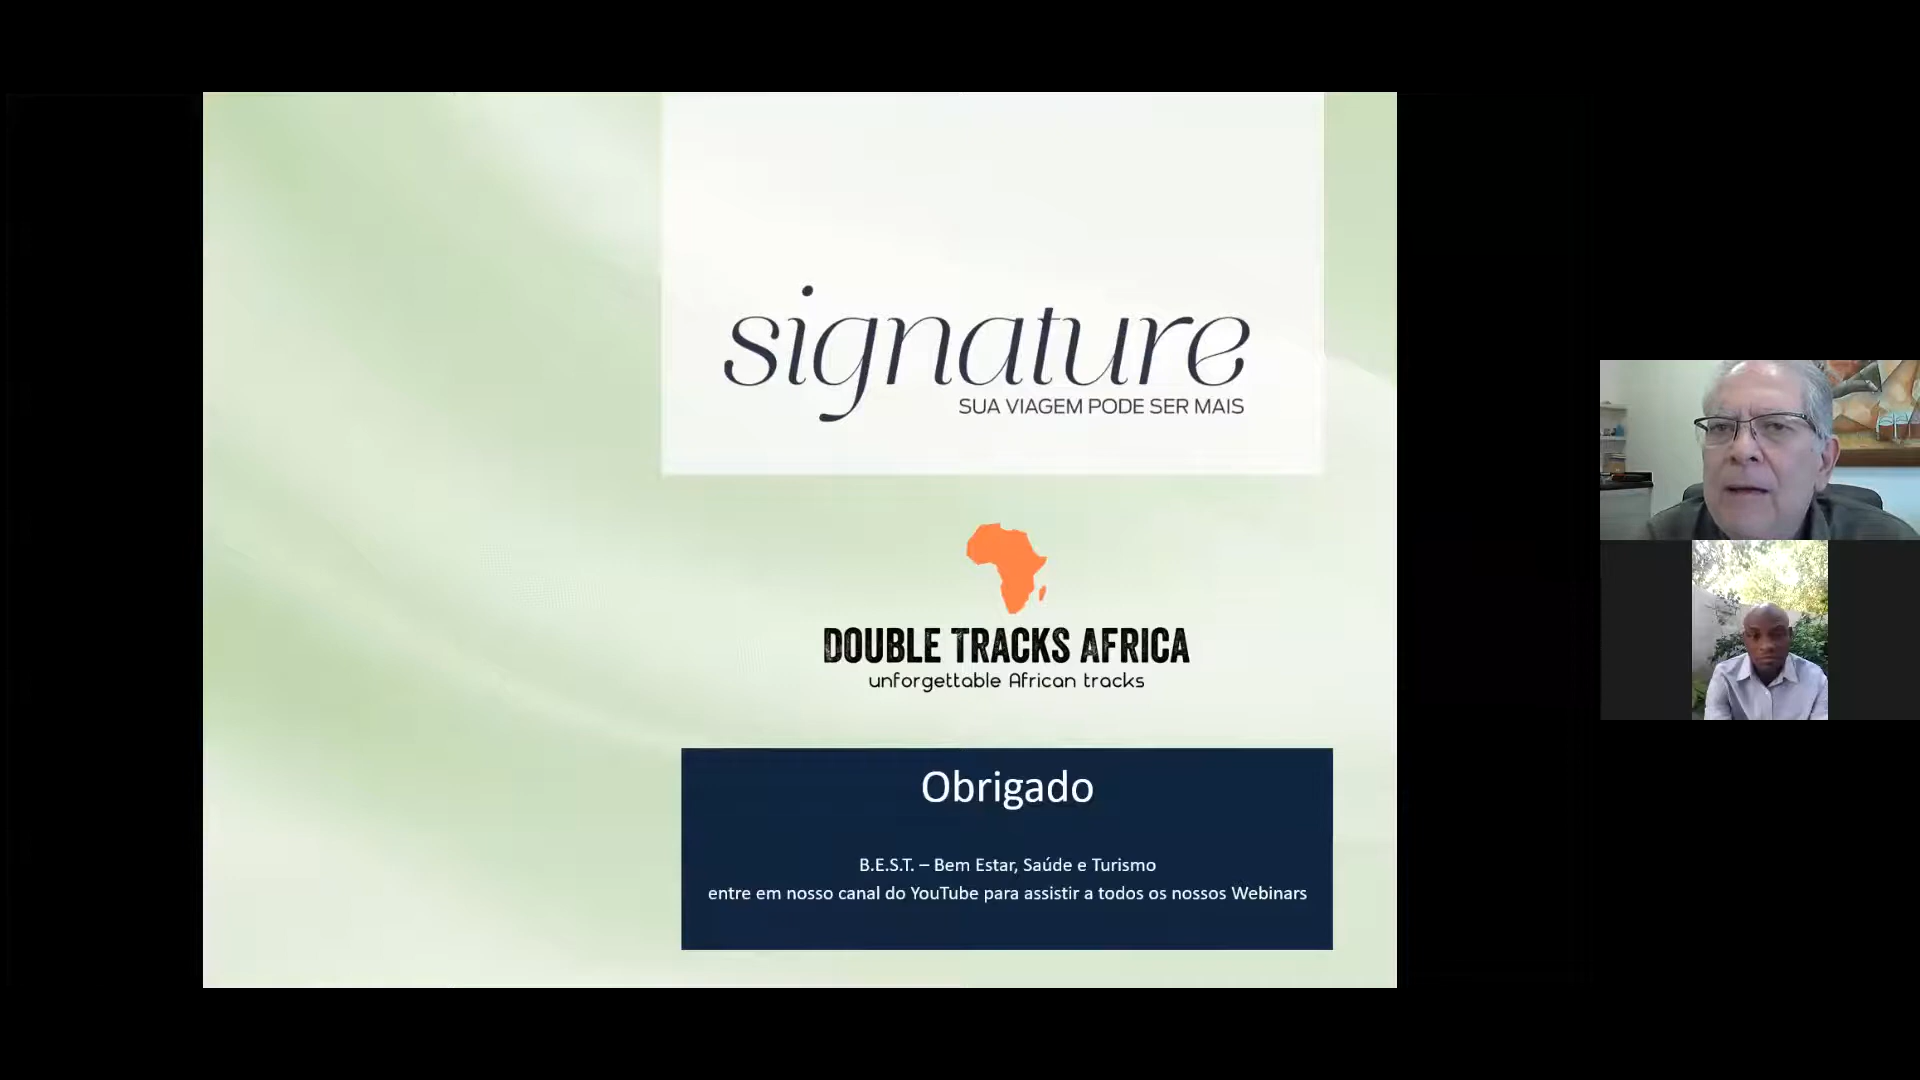 signature
SUA VIAGEM PODE SER MAIS
DOUBLE TRACKS AFRICA
unforgettable African tracks
Obrigado
B.E.S.T. – Bem Estar, Saúde e Turismo
entre em nosso canal do YouTube para assistir a todos os nossos Webinars